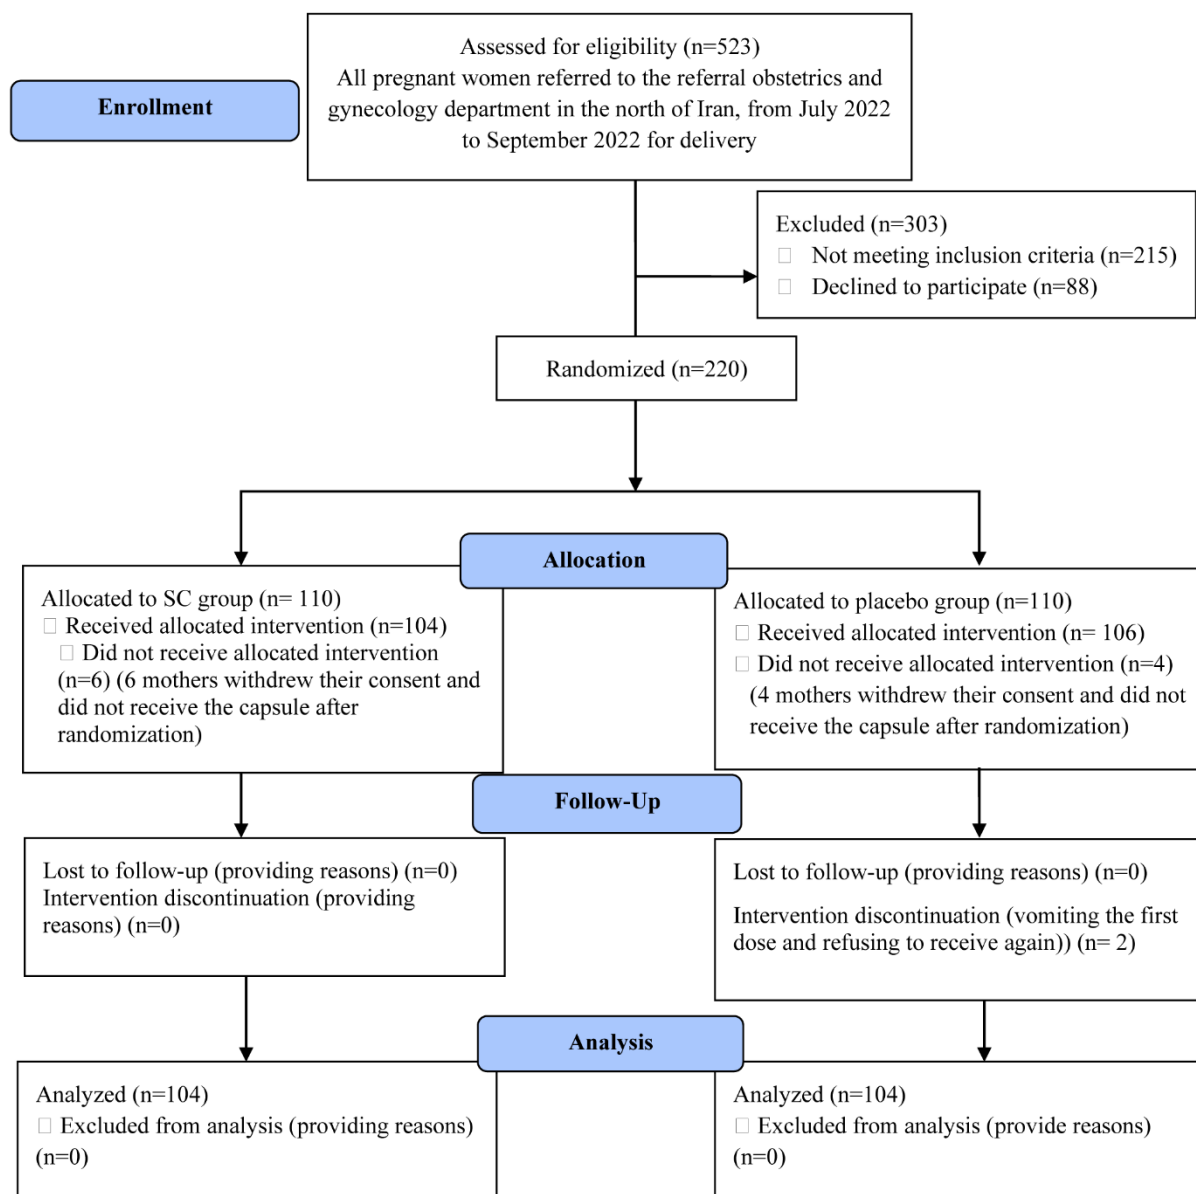 Assessed for eligibility (n=523)
All pregnant women referred to the referral obstetrics and
gynecology department in the north of Iran, from July 2022
to September 2022 for delivery
Enrollment
Excluded (n=303)
□ Not meeting inclusion criteria (n=215)
□ Declined to participate (n=88)
Randomized (n=220)
Allocation
Allocated to SC group (n= 110)
□ Received allocated intervention (n=104)
□ Did not receive allocated intervention
(n=6) (6 mothers withdrew their consent and
did not receive the capsule after
randomization)
Allocated to placebo group (n=110)
□ Received allocated intervention (n= 106)
□ Did not receive allocated intervention (n=4)
(4 mothers withdrew their consent and did not
receive the capsule after randomization)
Follow-Up
Lost to follow-up (providing reasons) (n=0)
Intervention discontinuation (providing
reasons) (n=0)
Lost to follow-up (providing reasons) (n=0)
Intervention discontinuation (vomiting the first
dose and refusing to receive again)) (n= 2)
Analysis
Analyzed (n=104)
□ Excluded from analysis (providing reasons)
(n=0)
Analyzed (n=104)
□ Excluded from analysis (provide reasons)
(n=0)